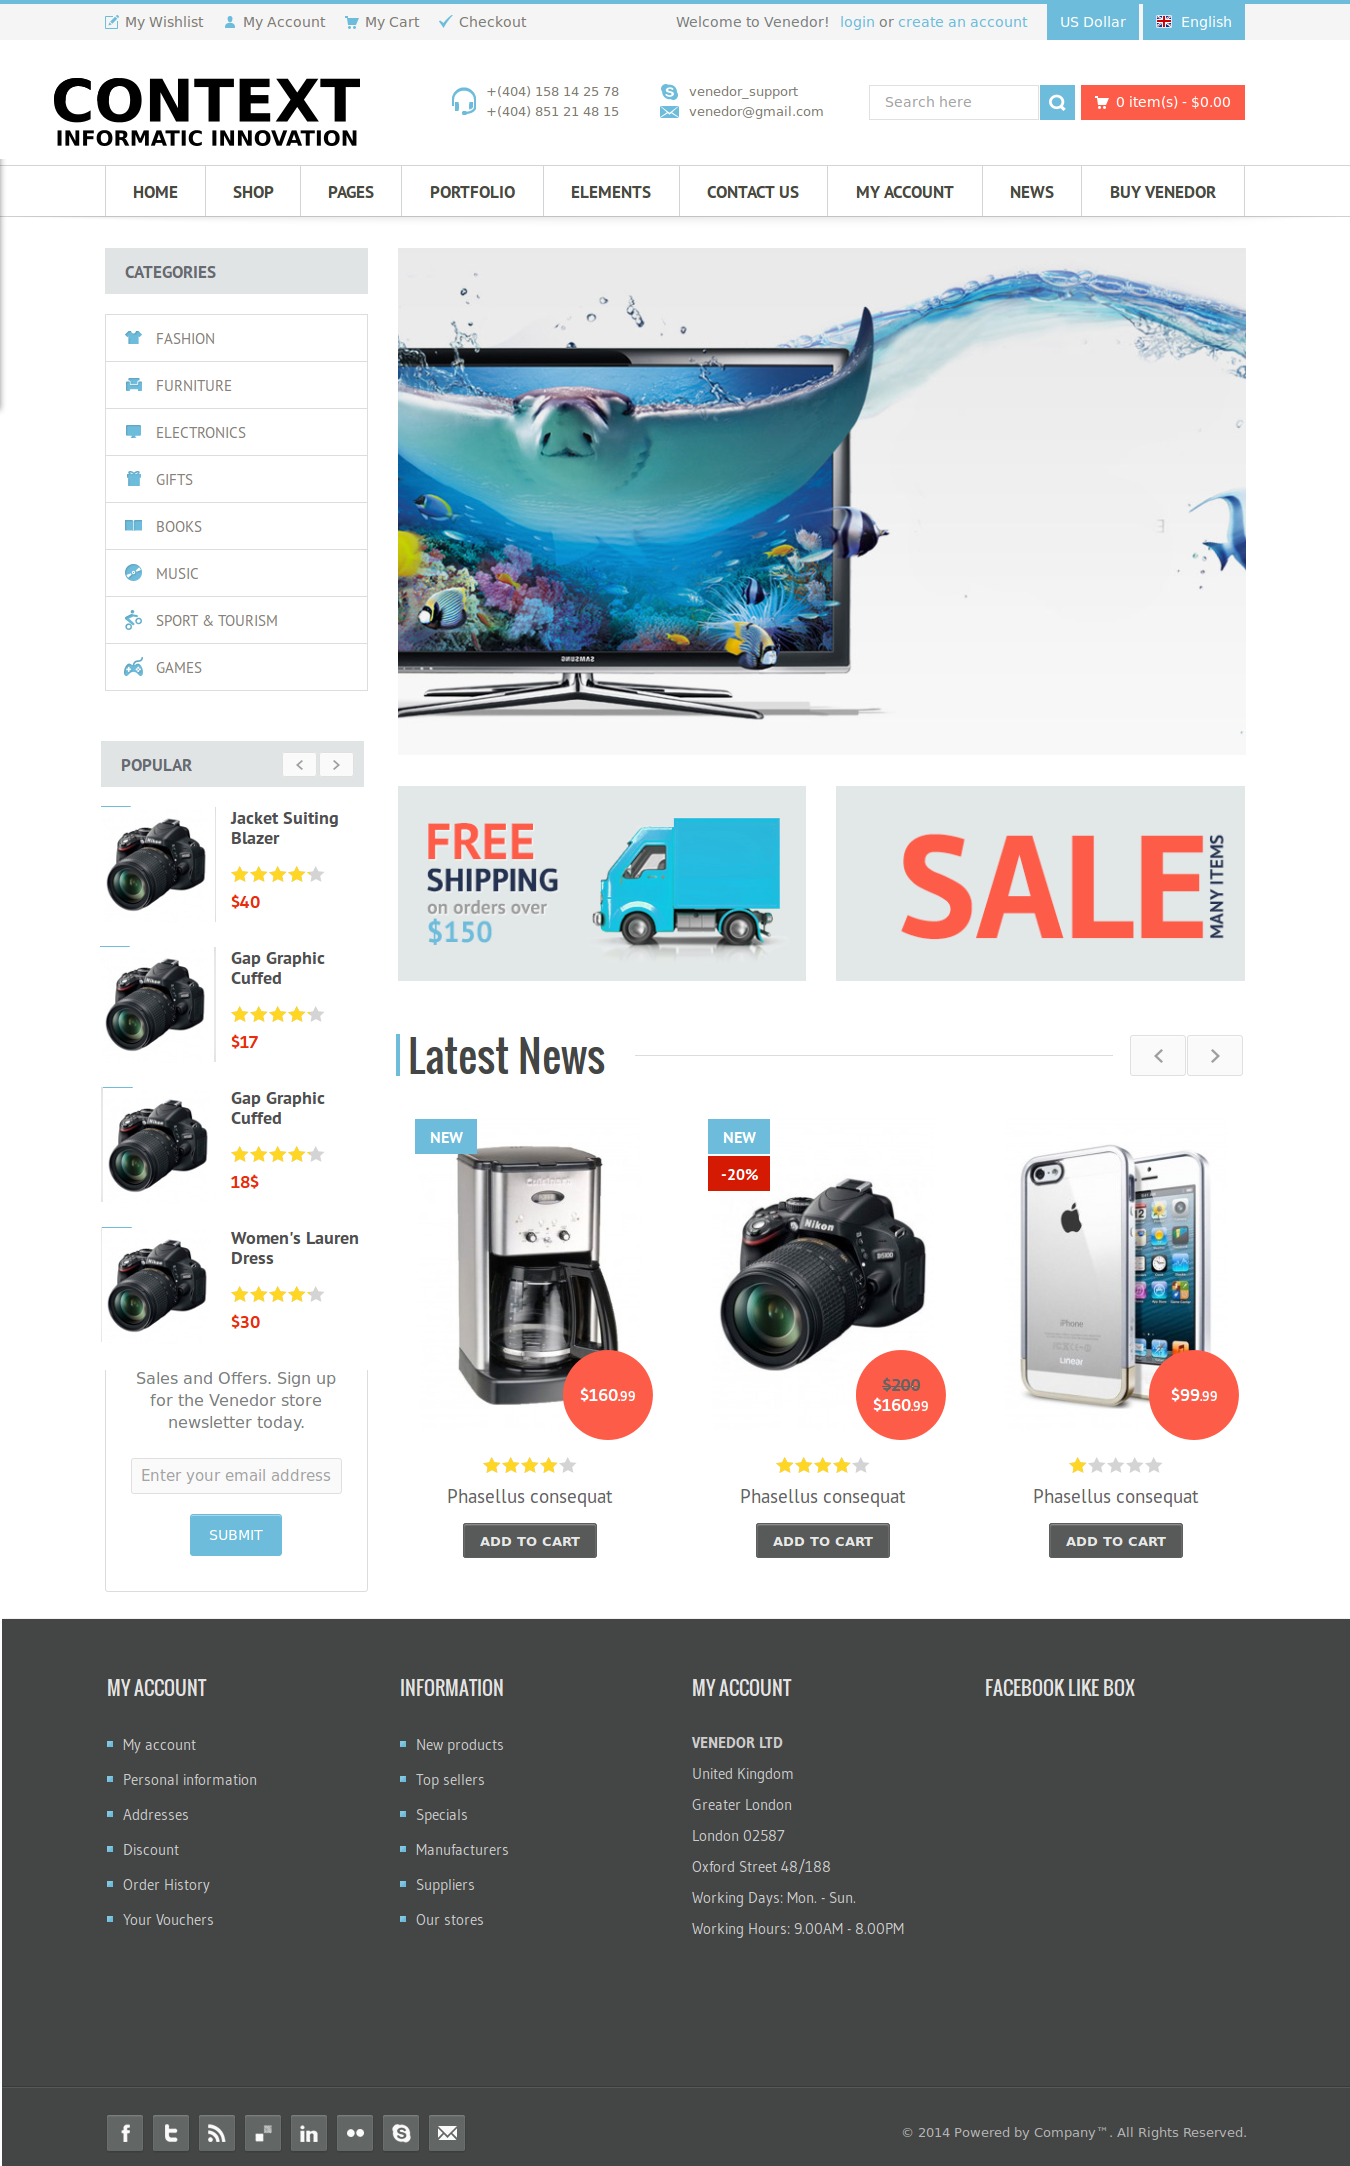 My Wishlist My Account My Cart Checkout Welcome to Venedor! login or create an account US Dollar English
CONTEXT
INFORMATIC INNOVATION
+(404) 158 14 25 78
+(404) 851 21 48 15
venedor_support
venedor@gmail.com
Search here
0 item(s) - $0.00
HOME SHOP PAGES PORTFOLIO ELEMENTS CONTACT US MY ACCOUNT NEWS BUY VENEDOR
CATEGORIES
FASHION
FURNITURE
ELECTRONICS
GIFTS
BOOKS
MUSIC
SPORT & TOURISM
GAMES
SAMSUNG
POPULAR
Jacket Suiting
Blazer
$40
Gap Graphic
Cuffed
$17
Gap Graphic
Cuffed
18$
Women's Lauren
Dress
$30
Sales and Offers. Sign up
for the Venedor store
newsletter today.
Enter your email address
SUBMIT
FREE
SHIPPING
on orders over
$150
SALE
MANY ITEMS
Latest News
NEW
$160.99
Phasellus consequat
ADD TO CART
NEW
-20%
Nikon
$200
$160.99
Phasellus consequat
ADD TO CART
iPhone
$99.99
Phasellus consequat
ADD TO CART
MY ACCOUNT
My account
Personal information
Addresses
Discount
Order History
Your Vouchers
INFORMATION
New products
Top sellers
Specials
Manufacturers
Suppliers
Our stores
MY ACCOUNT
VENEDOR LTD
United Kingdom
Greater London
London 02587
Oxford Street 48/188
Working Days: Mon. - Sun.
Working Hours: 9.00AM - 8.00PM
FACEBOOK LIKE BOX
© 2014 Powered by Company™. All Rights Reserved.